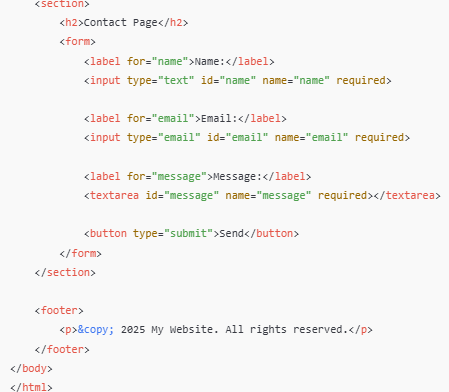 <section>
<h2>Contact Page</h2>
<form>
<label for="name">Name:</label>
<input type="text" id="name" name="name" required>
<label for="email">Email:</label>
<input type="email" id="email" name="email" required>
<label for="message">Message:</label>
<textarea id="message" name="message" required></textarea>
<button type="submit">Send</button>
</form>
</section>
<footer>
<p>&copy; 2025 My Website. All rights reserved.</p>
</footer>
</body>
</html>